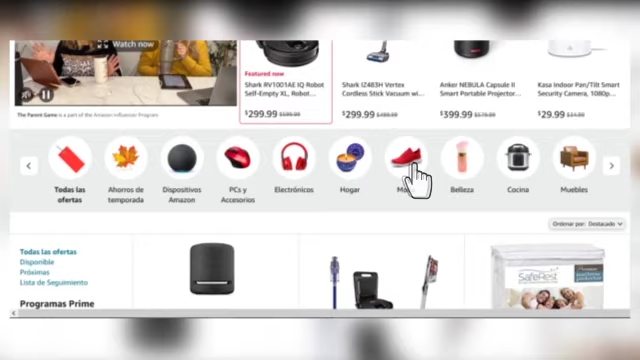 Watch now
The Parent Game is a part of the Amazon Influencer Program
Featured now
Shark RV1001AE IQ Robot
Self-Empty XL, Robot...
$299.99 $599.99
Shark IZ483H Vertex
Cordless Stick Vacuum wi...
$299.99
Anker NEBULA Capsule II
Smart Portable Projector...
$399.99 $579.99
Kasa Indoor Pan/Tilt Smart
Security Camera, 1080p...
$29.99 $34.99
Todas las
ofertas
Ahorros de
temporada
Dispositivos
Amazon
PCs y
Accesorios
Electrónicos
Hogar
Belleza
Cocina
Muebles
Ordenar por: Destacado
Todas las ofertas
Disponible
Próximas
Lista de Seguimiento
Programas Prime
SafeRest
Premium